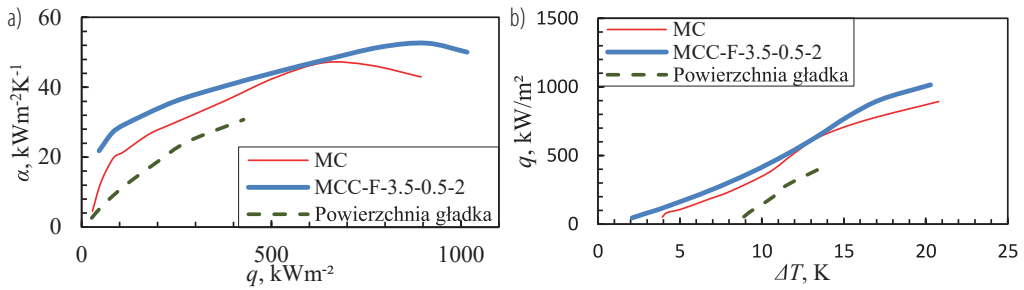 a)
60
40
20
0
α, kWm⁻²K⁻¹
MC
MCC-F-3.5-0.5-2
Powierzchnia głądka
0 500 1000
q, kWm⁻²
b)
1500
1000
500
0
q, kW/m²
MC
MCC-F-3.5-0.5-2
Powierzchnia głądka
0 5 10 15 20 25
ΔT, K